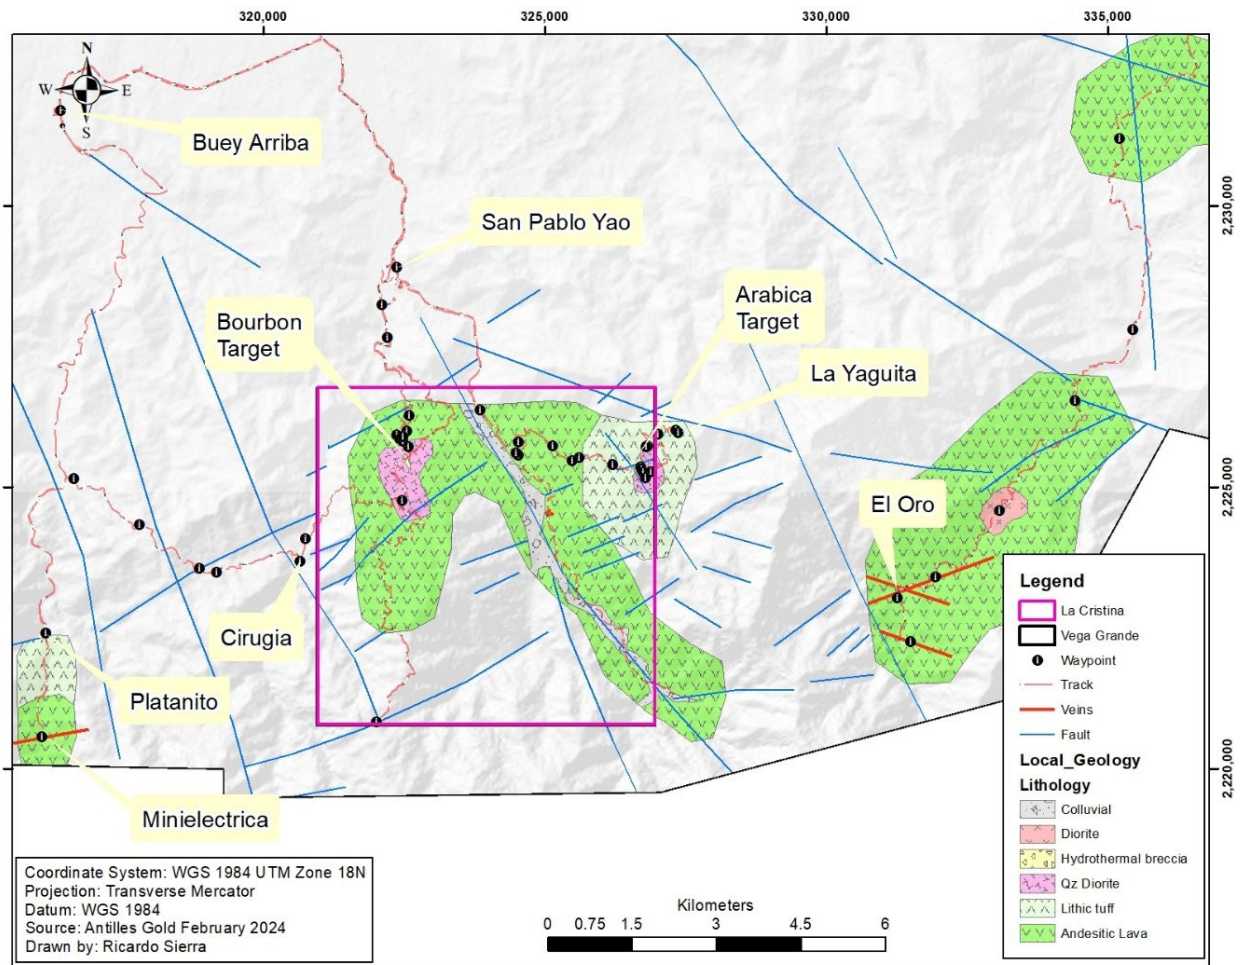 320,000
325,000
330,000
335,000
N
W
E
S
Buey Arriba
San Pablo Yao
2,230,000
Arabica
Target
Bourbon
Target
La Yaguita
2,225,000
El Oro
Cirugia
Platanito
Minielectrica
2,220,000
Legend
La Cristina
Vega Grande
Waypoint
Track
Veins
Fault
Local_Geology
Lithology
Colluvial
Diorite
Hydrothermal breccia
Qz Diorite
Lithic tuff
Andesitic Lava
Coordinate System: WGS 1984 UTM Zone 18N
Projection: Transverse Mercator
Datum: WGS 1984
Source: Antilles Gold February 2024
Drawn by: Ricardo Sierra
Kilometers
0 0.75 1.5 3 4.5 6